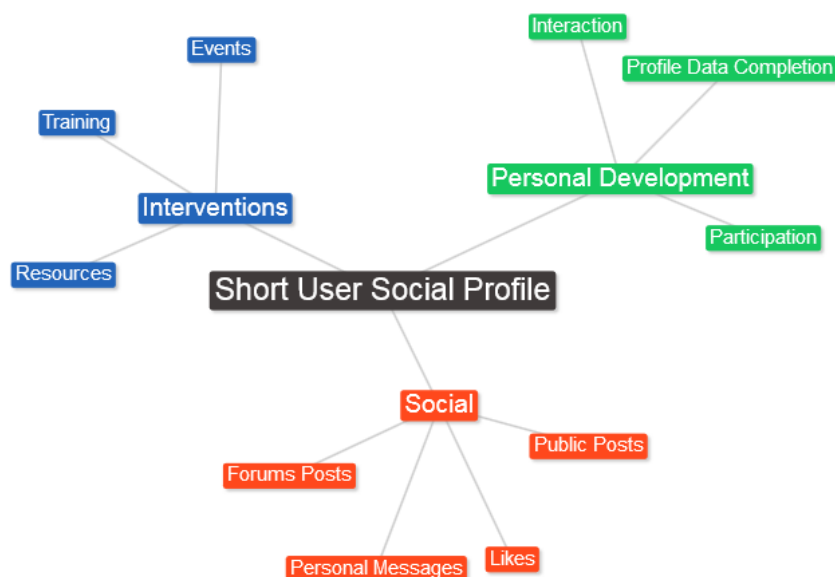 Interaction
Events
Profile Data Completion
Training
Personal Development
Interventions
Participation
Resources
Short User Social Profile
Social
Public Posts
Forums Posts
Likes
Personal Messages